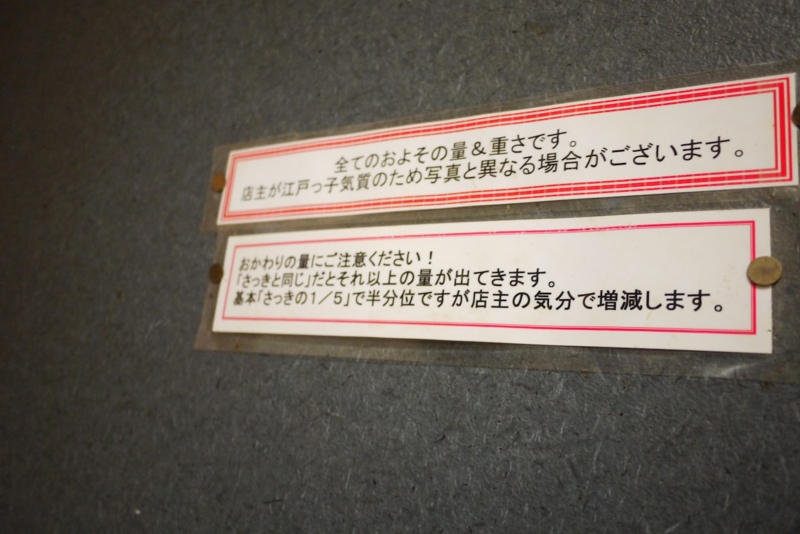 全てのおよその量＆重さです。
店主が江戸っ子気質のため写真と異なる場合がございます。
おかわりの量にご注意ください！
「さっきと同じ」だとそれ以上の量が出てきます。
基本「さっきの１／５」で半分位ですが店主の気分で増減します。